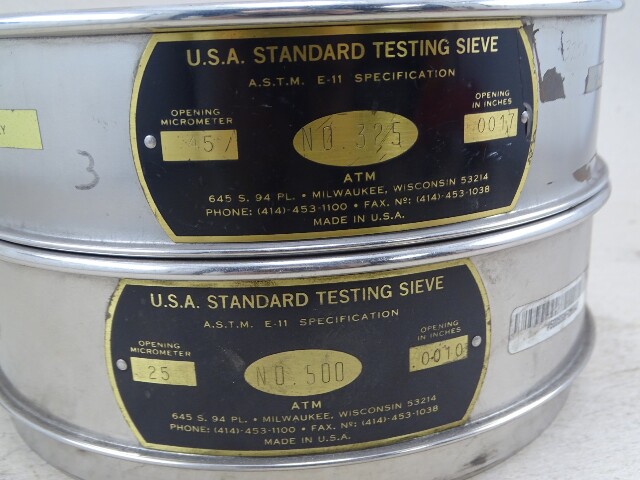 U.S.A. STANDARD TESTING SIEVE
A.S.T.M. E-11 SPECIFICATION
OPENING
MICROMETER
OPENING
IN INCHES
NO. 325
.0017
ATM
645 S. 94 PL. • MILWAUKEE, WISCONSIN 53214
PHONE: (414)-453-1100 • FAX. Nº: (414)-453-1038
MADE IN U.S.A.
3
U.S.A. STANDARD TESTING SIEVE
A.S.T.M. E-11 SPECIFICATION
OPENING
MICROMETER
25
OPENING
IN INCHES
.0010
NO. 500
ATM
645 S. 94 PL. • MILWAUKEE, WISCONSIN 53214
PHONE: (414)-453-1100 • FAX. Nº: (414)-453-1038
MADE IN U.S.A.